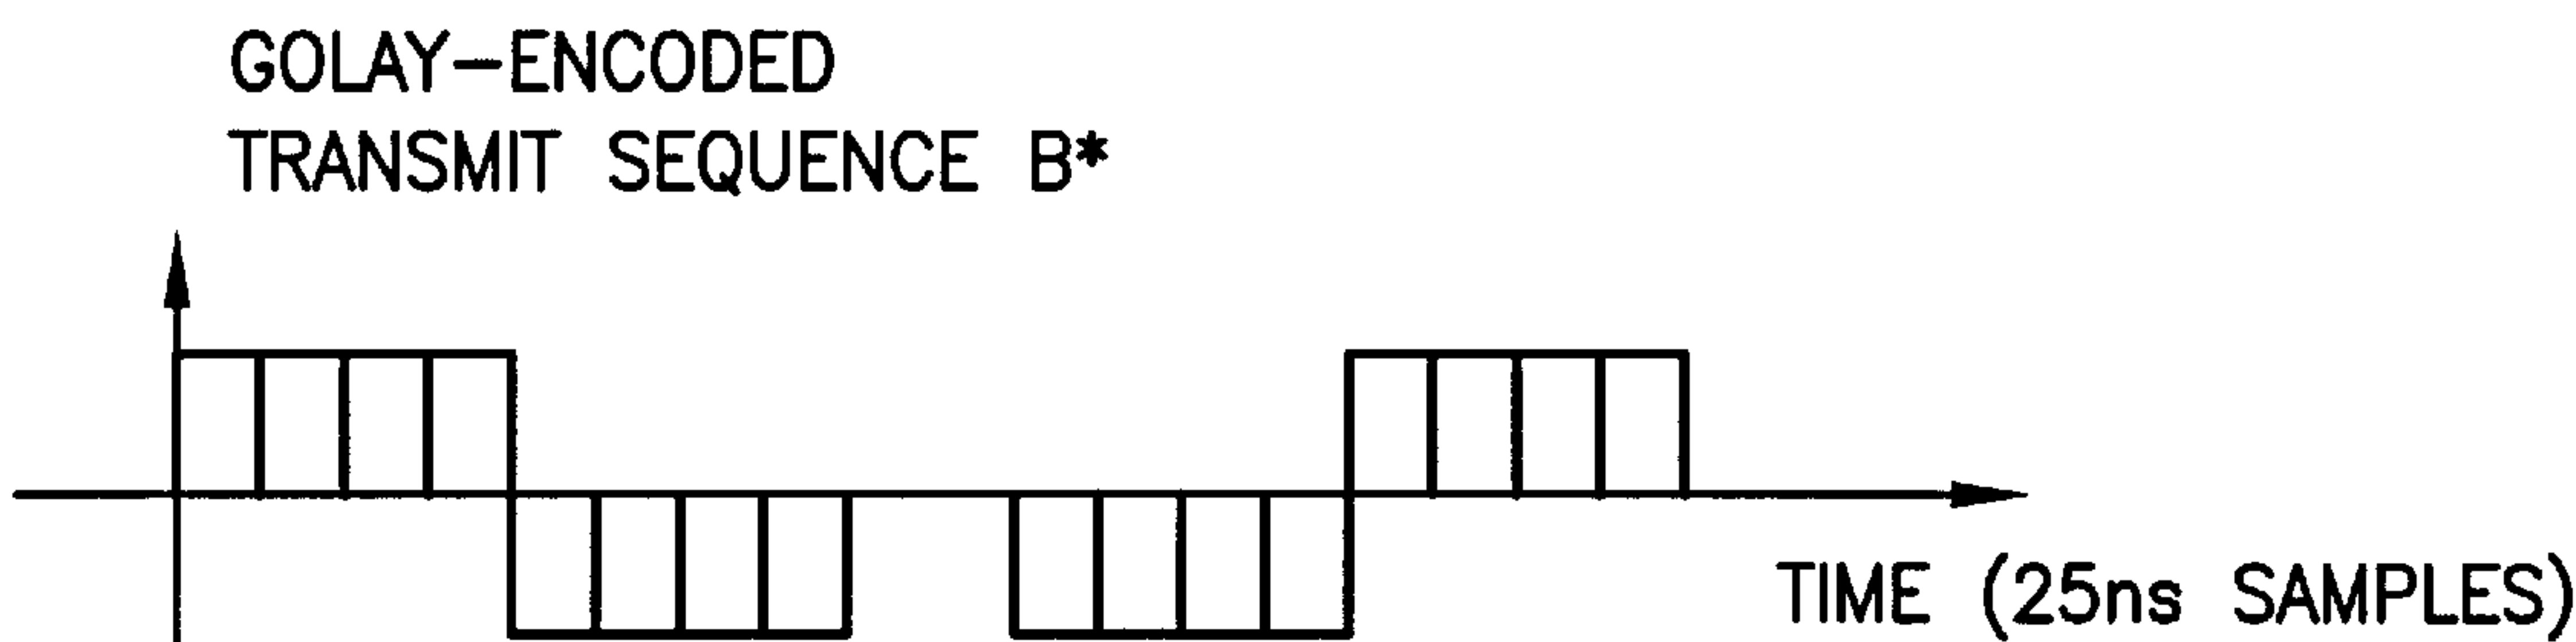 GOLAY-ENCODED
TRANSMIT SEQUENCE B*
TIME (25ns SAMPLES)